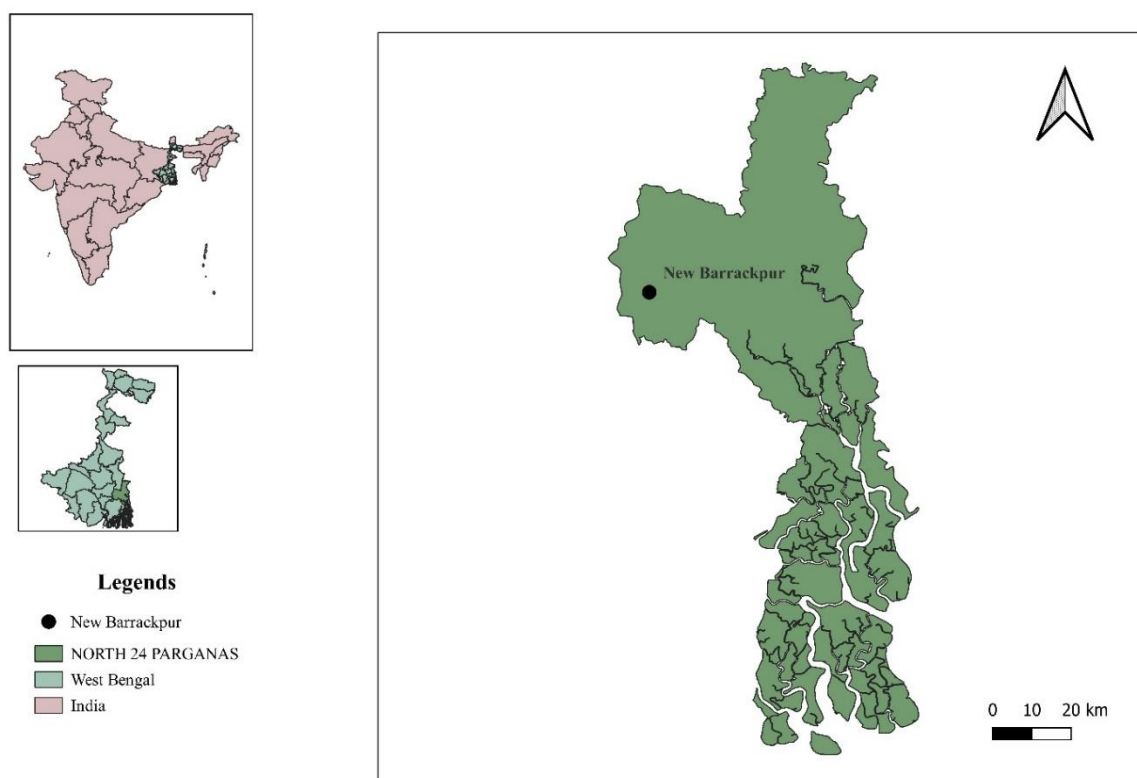 New Barrackpur
Legends
New Barrackpur
NORTH 24 PARGANAS
West Bengal
India
0 10 20 km